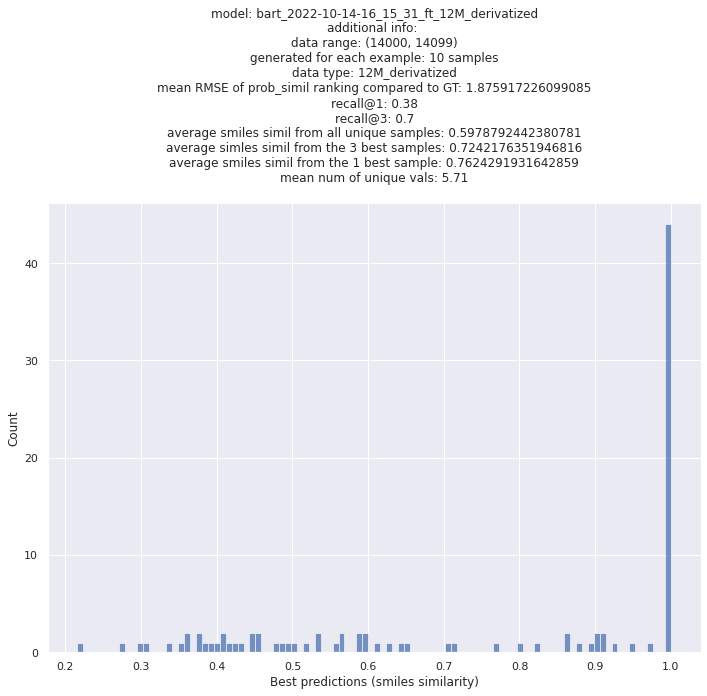 model: bart_2022-10-14-16_15_31_ft_12M_derivatized
additional info:
data range: (14000, 14099)
generated for each example: 10 samples
data type: 12M_derivatized
mean RMSE of prob_simil ranking compared to GT: 1.875917226099085
recall@1: 0.38
recall@3: 0.7
average smiles simil from all unique samples: 0.5978792442380781
average simles simil from the 3 best samples: 0.7242176351946816
average smiles simil from the 1 best sample: 0.7624291931642859
mean num of unique vals: 5.71
40
30
20
10
0
Count
0.2 0.3 0.4 0.5 0.6 0.7 0.8 0.9 1.0
Best predictions (smiles similarity)